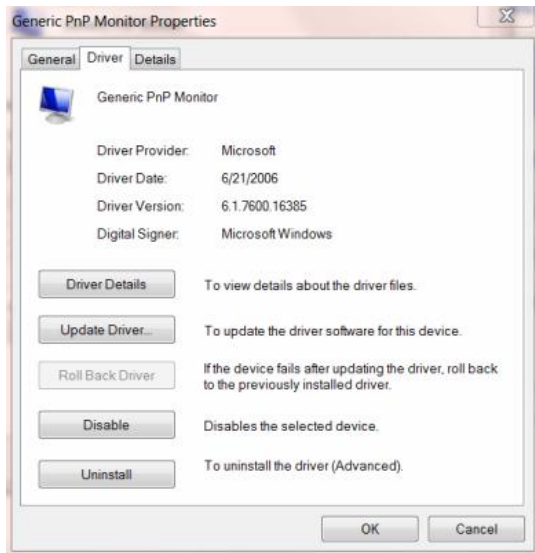 Generic PnP Monitor Properties
General Driver Details
Generic PnP Monitor
Driver Provider: Microsoft
Driver Date: 6/21/2006
Driver Version: 6.1.7600.16385
Digital Signer: Microsoft Windows
Driver Details To view details about the driver files.
Update Driver... To update the driver software for this device.
Roll Back Driver If the device fails after updating the driver, roll back
to the previously installed driver.
Disable Disables the selected device.
Uninstall To uninstall the driver (Advanced).
OK Cancel